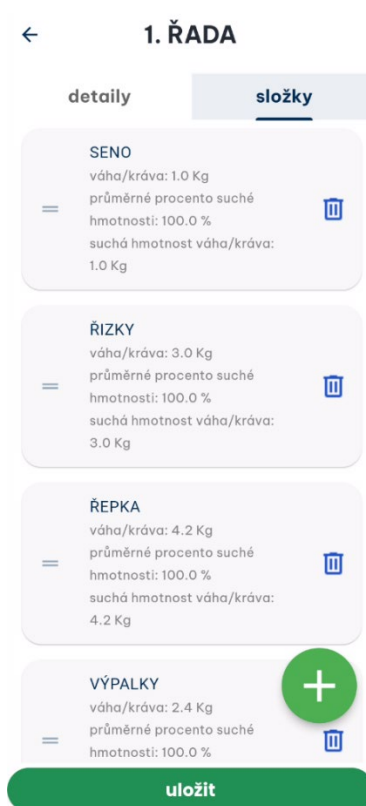 1. ŘADA
detaily
složky
SENO
váha/kráva: 1.0 Kg
průměrné procento suché
hmotnosti: 100.0 %
suchá hmotnost váha/kráva:
1.0 Kg
ŘIZKY
váha/kráva: 3.0 Kg
průměrné procento suché
hmotnosti: 100.0 %
suchá hmotnost váha/kráva:
3.0 Kg
ŘEPKA
váha/kráva: 4.2 Kg
průměrné procento suché
hmotnosti: 100.0 %
suchá hmotnost váha/kráva:
4.2 Kg
VÝPALKY
váha/kráva: 2.4 Kg
průměrné procento suché
hmotnosti: 100.0 %
uložit